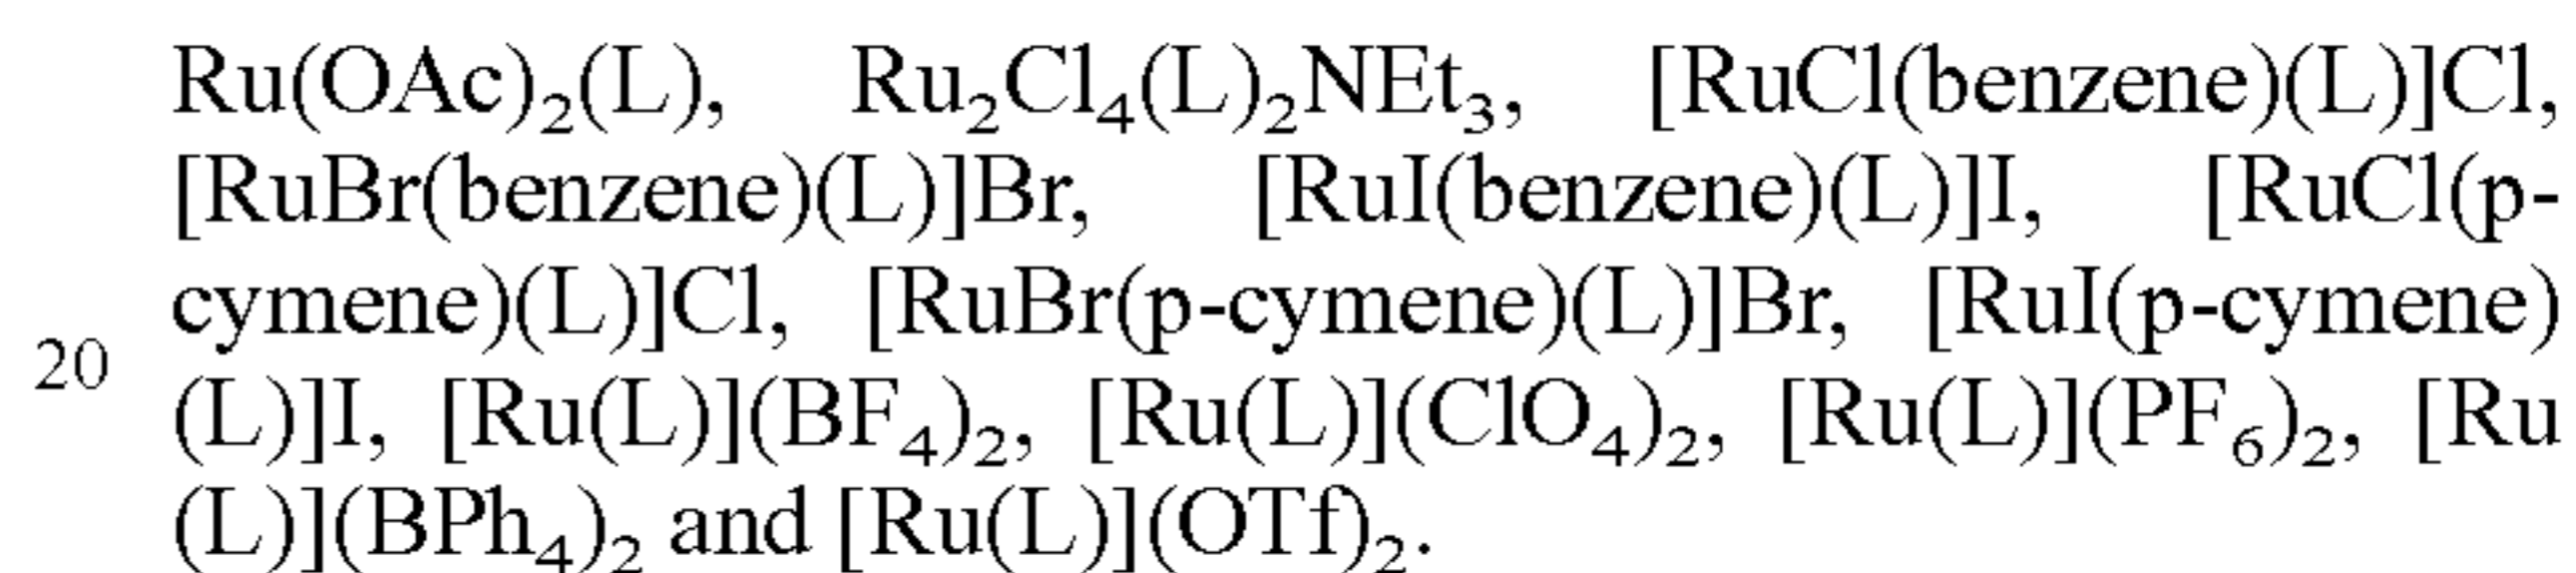 Ru(OAc)₂(L), Ru₂Cl₄(L)₂NEt₃, [RuCl(benzene)(L)]Cl,
[RuBr(benzene)(L)]Br, [RuI(benzene)(L)]I, [RuCl(p-
cymene)(L)]Cl, [RuBr(p-cymene)(L)]Br, [RuI(p-cymene)
20 (L)]I, [Ru(L)](BF₄)₂, [Ru(L)](ClO₄)₂, [Ru(L)](PF₆)₂, [Ru
(L)](BPh₄)₂ and [Ru(L)](OTf)₂.